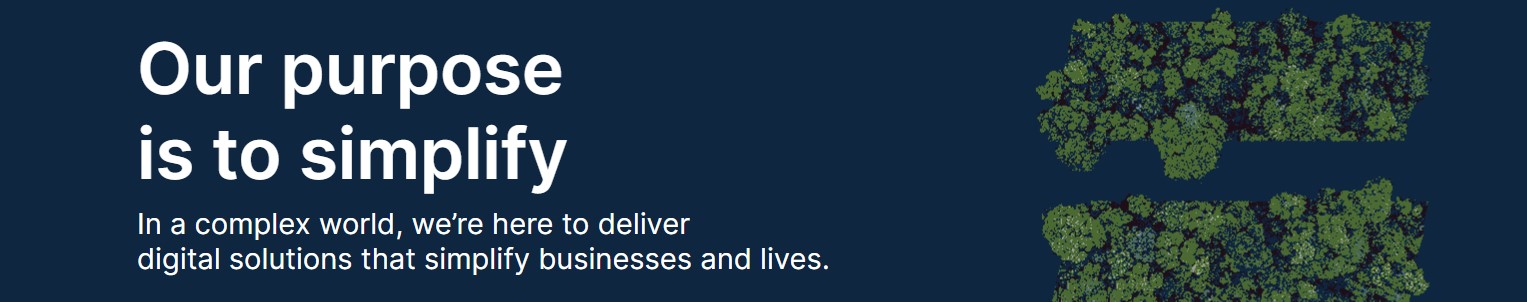 Our purpose
is to simplify
In a complex world, we’re here to deliver
digital solutions that simplify businesses and lives.